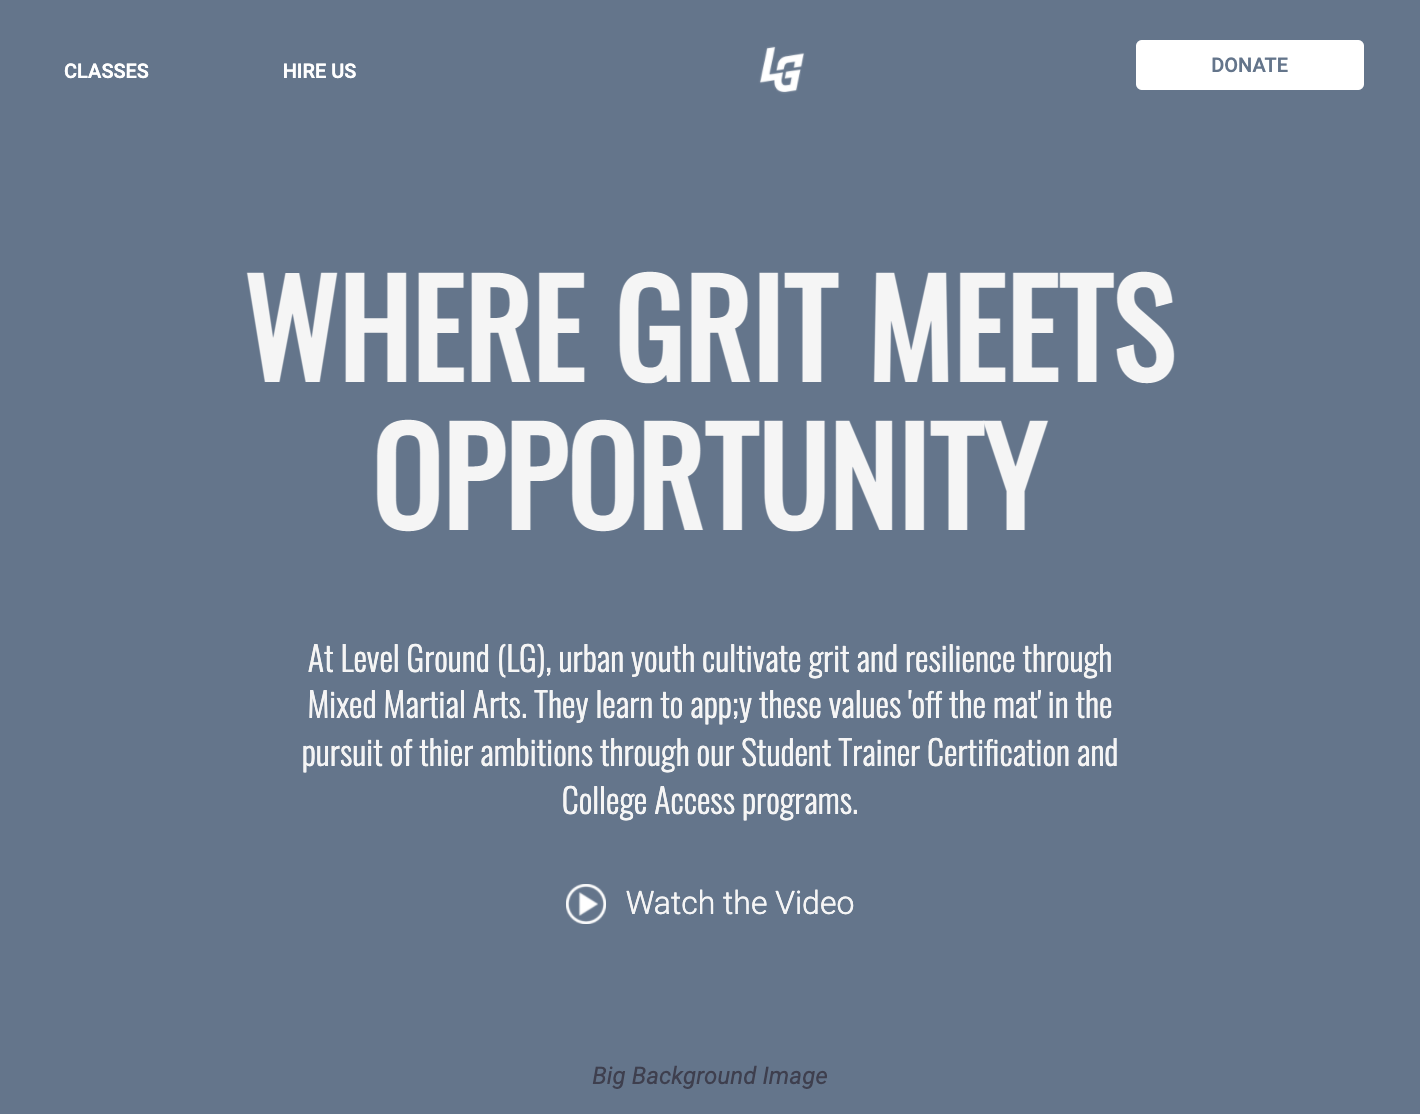 CLASSES
HIRE US
LG
DONATE
WHERE GRIT MEETS
OPPORTUNITY
At Level Ground (LG), urban youth cultivate grit and resilience through
Mixed Martial Arts. They learn to app;y these values 'off the mat' in the
pursuit of thier ambitions through our Student Trainer Certification and
College Access programs.
Watch the Video
Big Background Image